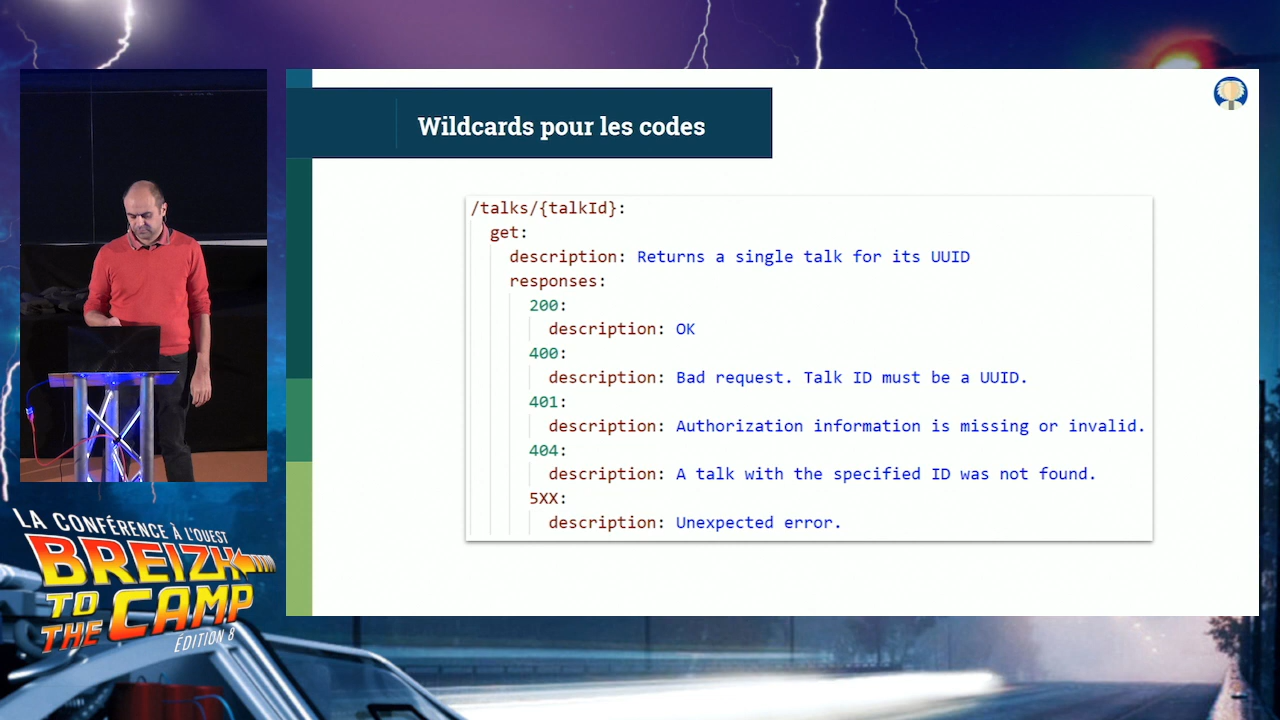 Wildcards pour les codes
/talks/{talkId}:
get:
description: Returns a single talk for its UUID
responses:
200:
description: OK
400:
description: Bad request. Talk ID must be a UUID.
401:
description: Authorization information is missing or invalid.
404:
description: A talk with the specified ID was not found.
5XX:
description: Unexpected error.
LA CONFÉRENCE À L'OUEST
BREIZH
TO
THE CAMP
ÉDITION 8